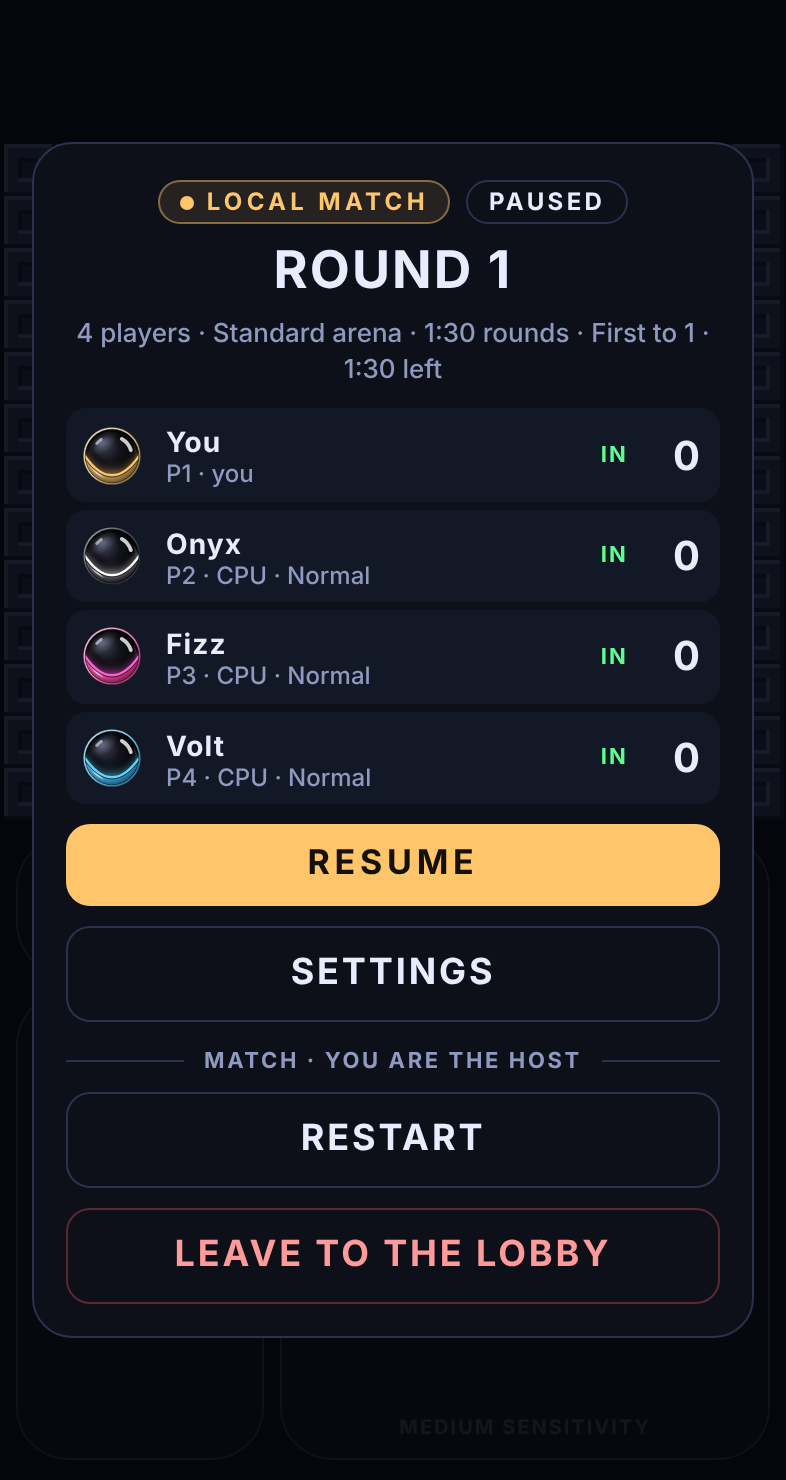 LOCAL MATCH
PAUSED
ROUND 1
4 players · Standard arena · 1:30 rounds · First to 1 ·
1:30 left
You
P1 · you
IN
0
Onyx
P2 · CPU · Normal
IN
0
Fizz
P3 · CPU · Normal
IN
0
Volt
P4 · CPU · Normal
IN
0
RESUME
SETTINGS
MATCH · YOU ARE THE HOST
RESTART
LEAVE TO THE LOBBY
MEDIUM SENSITIVITY